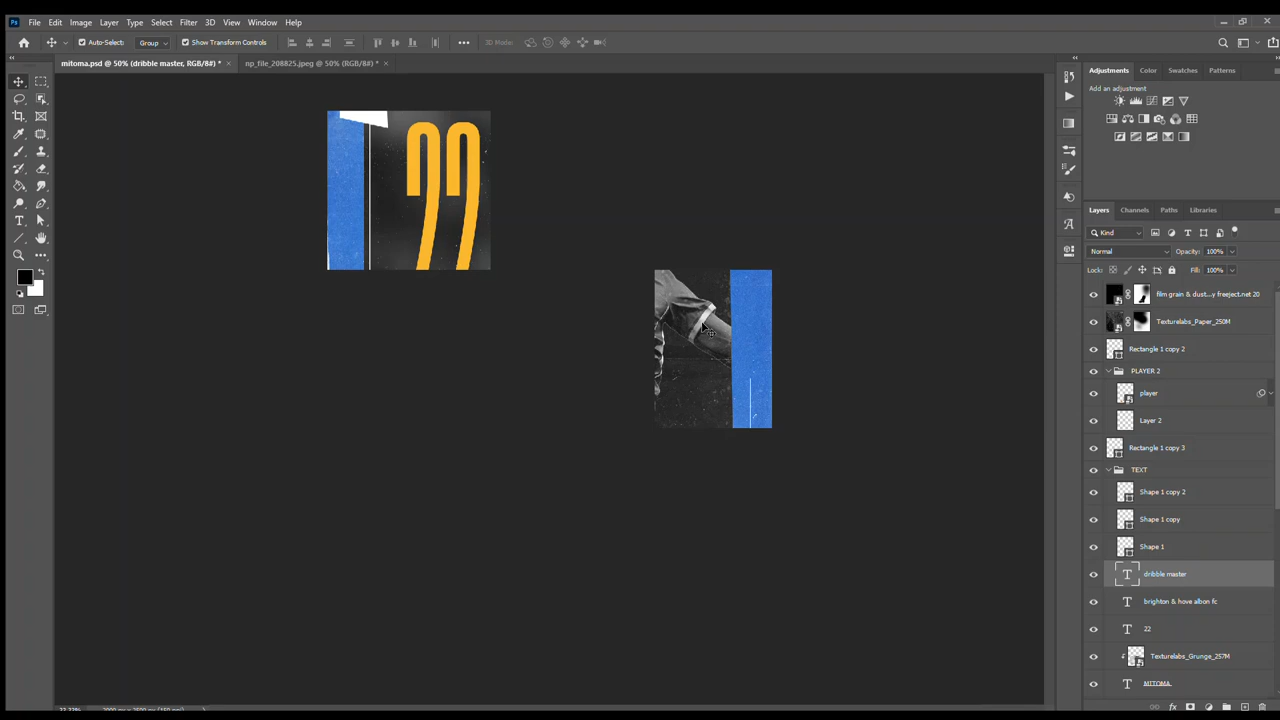 File Edit Image Layer Type Select Filter 3D View Window Help
Auto-Select: Group Show Transform Controls 3D Mode:
mitoma.psd @ 50% (dribble master, RGB/8#) * × np_file_208825.jpeg @ 50% (RGB/8#) * ×
22
Adjustments Color Swatches Patterns
Add an adjustment
Layers Channels Paths Libraries
Kind
Normal Opacity: 100%
Lock: Fill: 100%
film grain & dust...y freeject.net 20
Texturelabs_Paper_250M
Rectangle 1 copy 2
PLAYER 2
player
Layer 2
Rectangle 1 copy 3
TEXT
Shape 1 copy 2
Shape 1 copy
Shape 1
dribble master
brighton & hove albon fc
22
Texturelabs_Grunge_257M
MITOMA